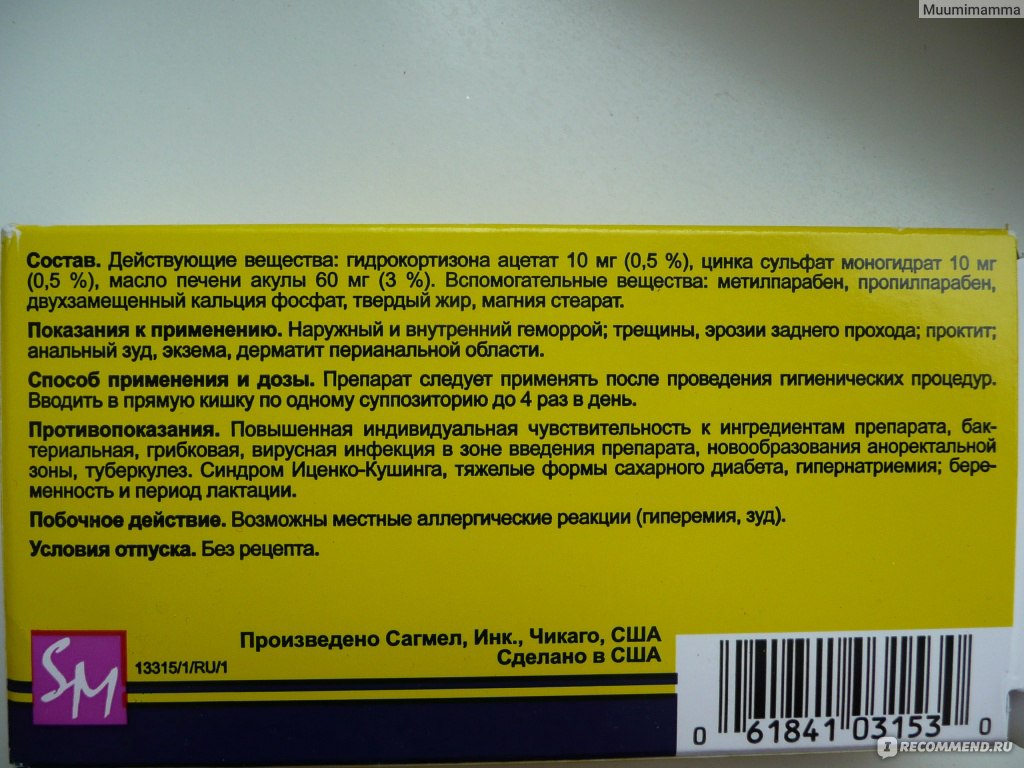 Muumimamma
Состав. Действующие вещества: гидрокортизона ацетат 10 мг (0,5 %), цинка сульфат моногидрат 10 мг
(0,5 %), масло печени акулы 60 мг (3 %). Вспомогательные вещества: метилпарабен, пропилпарабен,
двухзамещенный кальция фосфат, твердый жир, магния стеарат.
Показания к применению. Наружный и внутренний геморрой; трещины, эрозии заднего прохода; проктит;
анальный зуд, экзема, дерматит перианальной области.
Способ применения и дозы. Препарат следует применять после проведения гигиенических процедур.
Вводить в прямую кишку по одному суппозиторию до 4 раз в день.
Противопоказания. Повышенная индивидуальная чувствительность к ингредиентам препарата, бак-
териальная, грибковая, вирусная инфекция в зоне введения препарата, новообразования аноректальной
зоны, туберкулез. Синдром Иценко-Кушинга, тяжелые формы сахарного диабета, гипернатриемия; бере-
менность и период лактации.
Побочное действие. Возможны местные аллергические реакции (гиперемия, зуд).
Условия отпуска. Без рецепта.
Произведено Сагмел, Инк., Чикаго, США
Сделано в США
SM
13315/1/RU/1
0 61841 03153 0
IRECOMMEND.RU